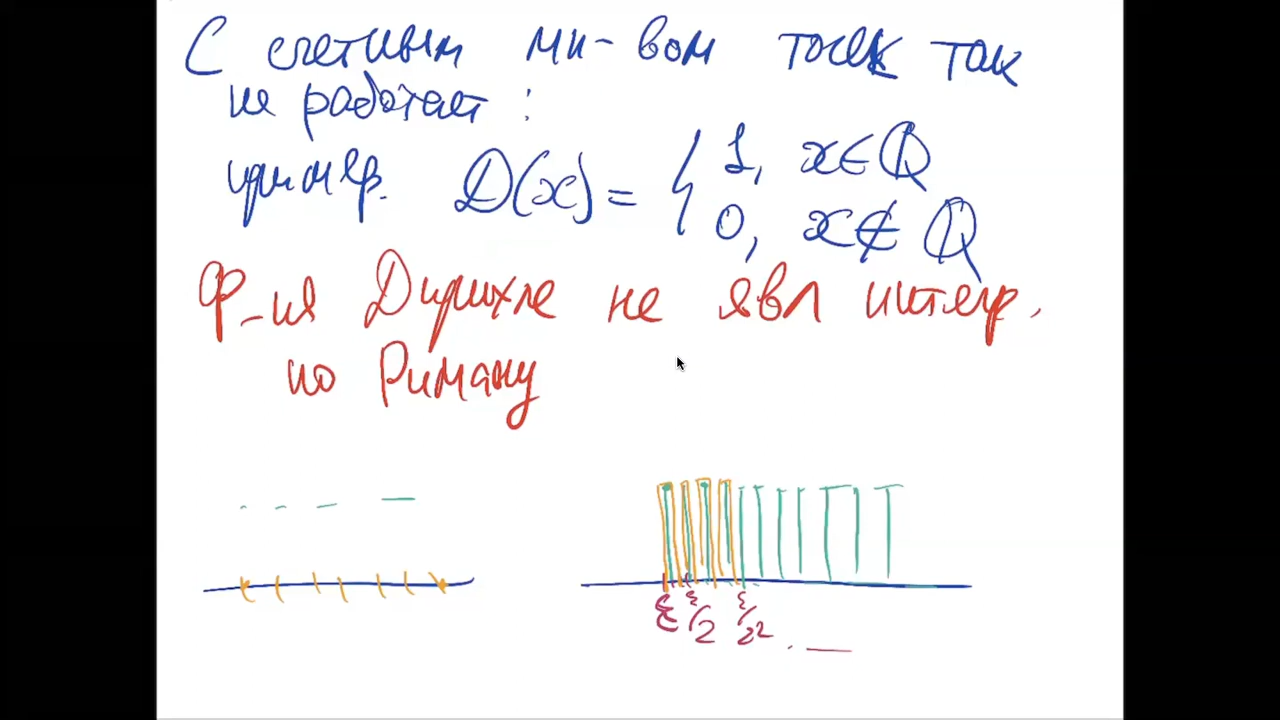 С счетным мн-вом точек так
не работает :
пример. D(x) = { 1, x∈ℚ
0, x∉ℚ
Ф-ия Дирихле не явл интегр.
по Риману
ε ε/2 ε/2² . —